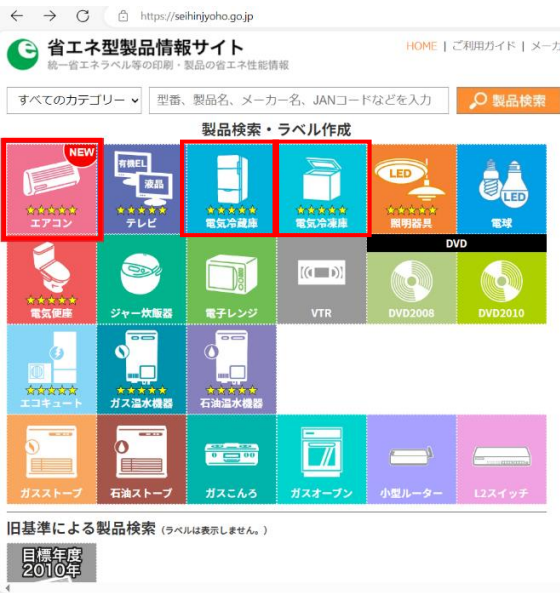 https://seihinjyoho.go.jp
省エネ型製品情報サイト
統一省エネラベル等の印刷・製品の省エネ性能情報
HOME | ご利用ガイド | メーカ
すべてのカテゴリー
型番、製品名、メーカー名、JANコードなどを入力
製品検索
製品検索・ラベル作成
NEW
エアコン
有機EL
液晶
テレビ
電気冷蔵庫
電気冷凍庫
LED
照明器具
LED
電球
DVD
電気便座
ジャー炊飯器
電子レンジ
VTR
DVD2008
DVD2010
エコキュート
ガス温水機器
石油温水機器
ガスストーブ
石油ストーブ
ガスこんろ
ガスオーブン
小型ルーター
L2スイッチ
旧基準による製品検索 (ラベルは表示しません。)
目標年度
2010年